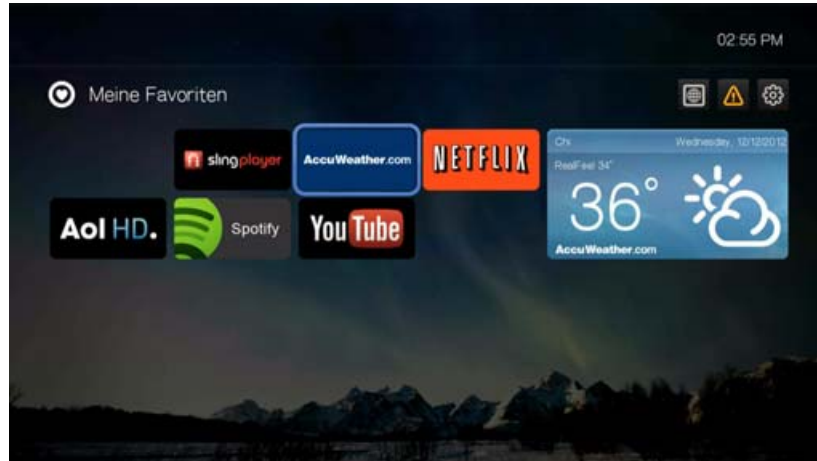 02:55 PM
Meine Favoriten
slingplayer
AccuWeather.com
NETFLIX
Chi
Wednesday, 12/12/2012
RealFeel 34°
36°
AccuWeather.com
Aol HD.
Spotify
YouTube